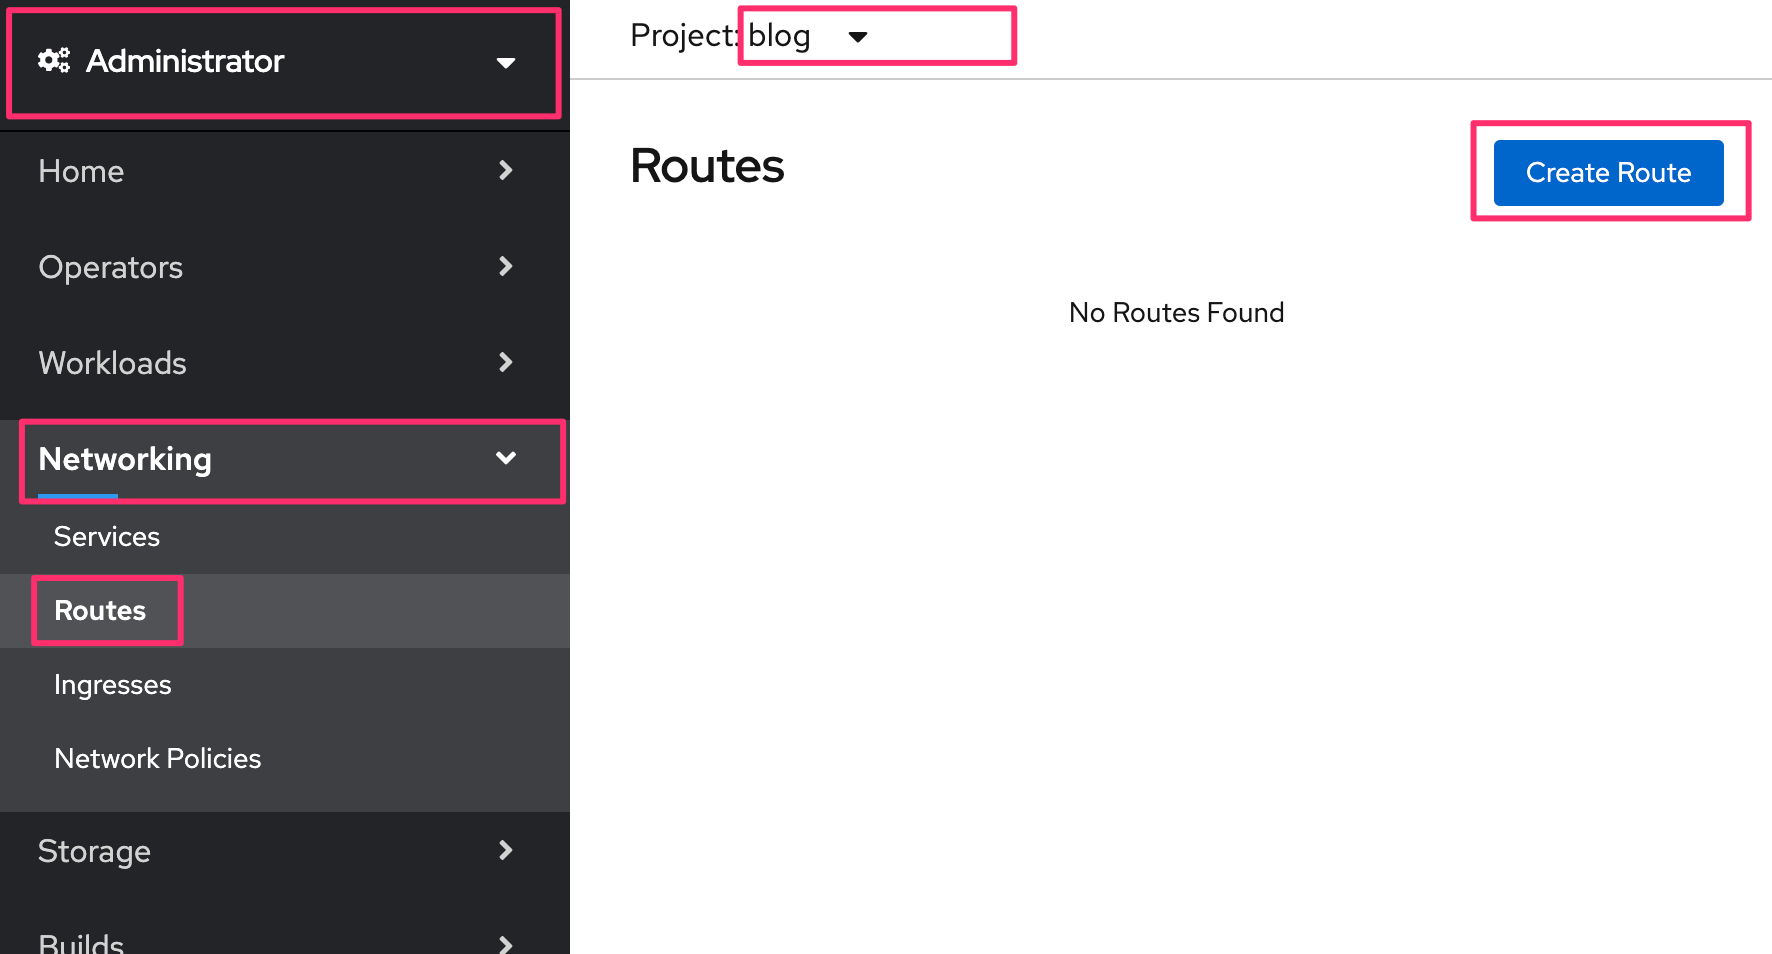 Administrator
Home
Operators
Workloads
Networking
Services
Routes
Ingresses
Network Policies
Storage
Builds
Project: blog
Routes
Create Route
No Routes Found